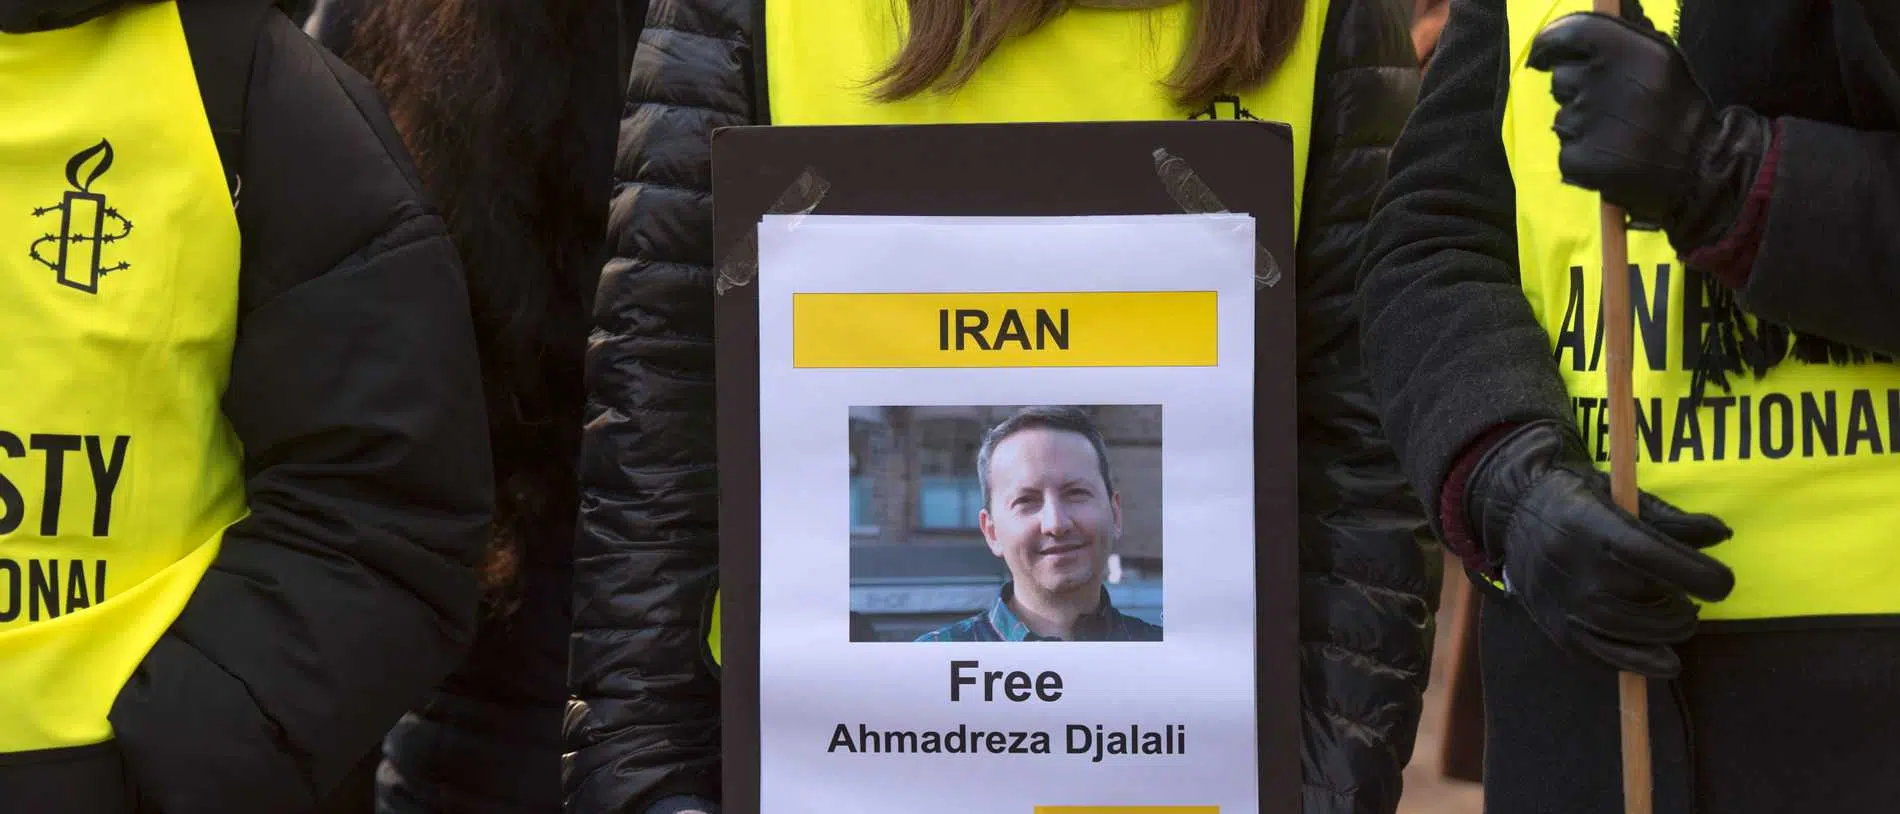 STY
ONAL
IRAN
Free
Ahmadreza Djalali
INTERNATIONAL